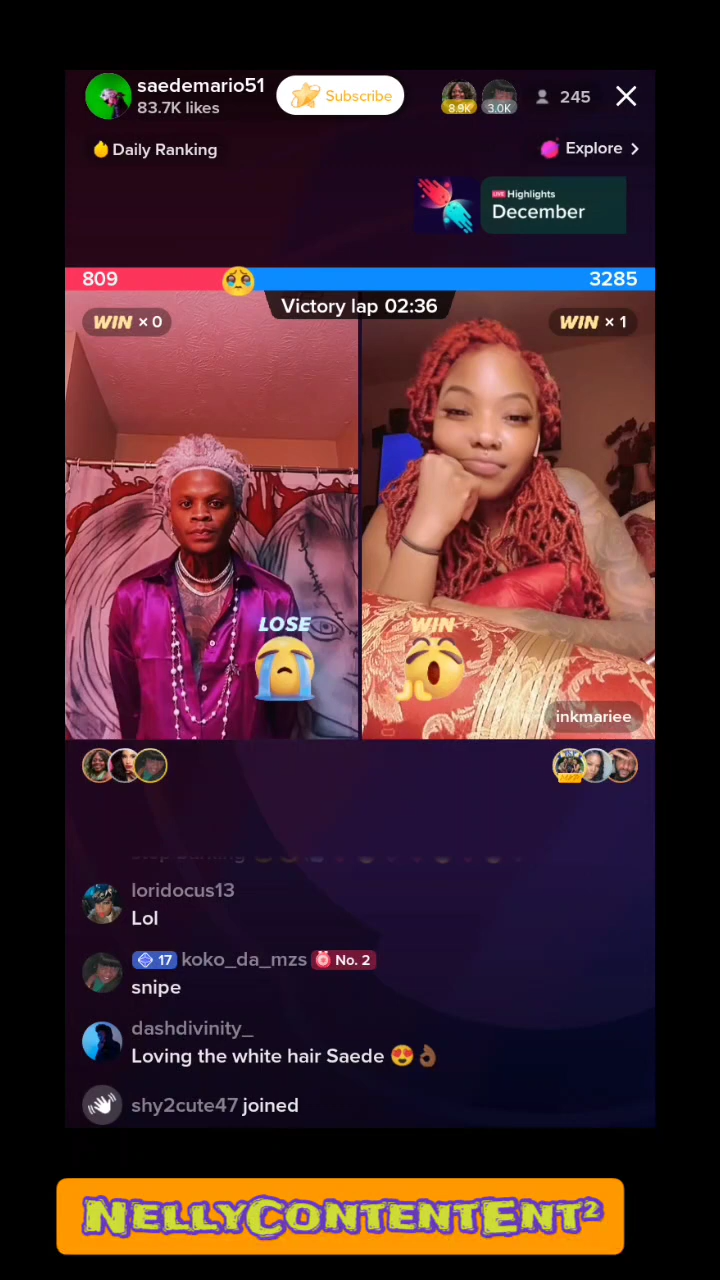 saedemario51
83.7K likes
Subscribe
8.9K
3.0K
245
Daily Ranking
Explore
LIVE Highlights
December
809
3285
Victory lap 02:36
WIN × 0
WIN × 1
LOSE
WIN
inkmariee
loridocus13
Lol
17 koko_da_mzs No. 2
snipe
dashdivinity_
Loving the white hair Saede 😍👌🏾
shy2cute47 joined
NELLYCONTENTENT²